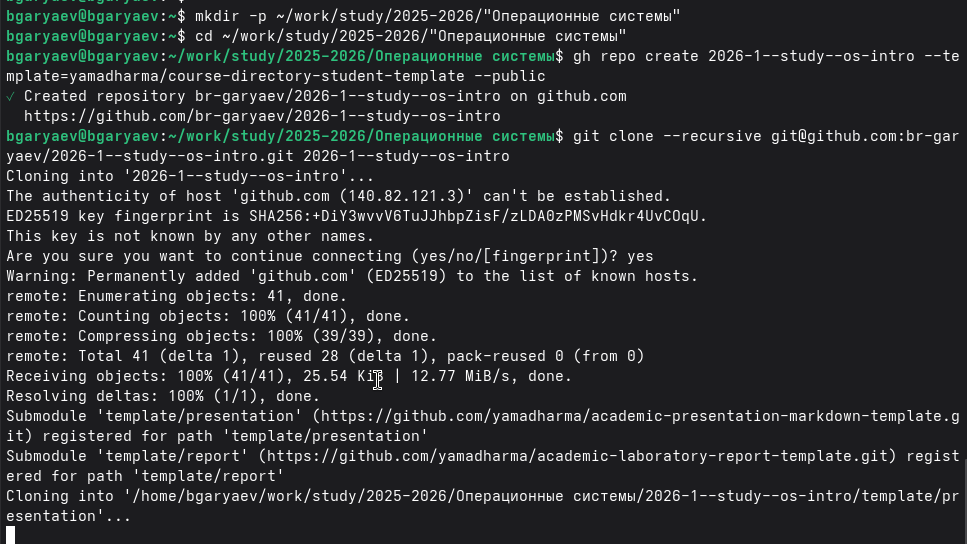 bgaryaev@bgaryaev:~$ mkdir -p ~/work/study/2025-2026/"Операционные системы"
bgaryaev@bgaryaev:~$ cd ~/work/study/2025-2026/"Операционные системы"
bgaryaev@bgaryaev:~/work/study/2025-2026/Операционные системы$ gh repo create 2026-1--study--os-intro --te
mplate=yamadharma/course-directory-student-template --public
✓ Created repository br-garyaev/2026-1--study--os-intro on github.com
  https://github.com/br-garyaev/2026-1--study--os-intro
bgaryaev@bgaryaev:~/work/study/2025-2026/Операционные системы$ git clone --recursive git@github.com:br-gar
yaev/2026-1--study--os-intro.git 2026-1--study--os-intro
Cloning into '2026-1--study--os-intro'...
The authenticity of host 'github.com (140.82.121.3)' can't be established.
ED25519 key fingerprint is SHA256:+DiY3wvvV6TuJJhbpZisF/zLDA0zPMSvHdkr4UvCOqU.
This key is not known by any other names.
Are you sure you want to continue connecting (yes/no/[fingerprint])? yes
Warning: Permanently added 'github.com' (ED25519) to the list of known hosts.
remote: Enumerating objects: 41, done.
remote: Counting objects: 100% (41/41), done.
remote: Compressing objects: 100% (39/39), done.
remote: Total 41 (delta 1), reused 28 (delta 1), pack-reused 0 (from 0)
Receiving objects: 100% (41/41), 25.54 KiB | 12.77 MiB/s, done.
Resolving deltas: 100% (1/1), done.
Submodule 'template/presentation' (https://github.com/yamadharma/academic-presentation-markdown-template.g
it) registered for path 'template/presentation'
Submodule 'template/report' (https://github.com/yamadharma/academic-laboratory-report-template.git) regist
ered for path 'template/report'
Cloning into '/home/bgaryaev/work/study/2025-2026/Операционные системы/2026-1--study--os-intro/template/pr
esentation'...